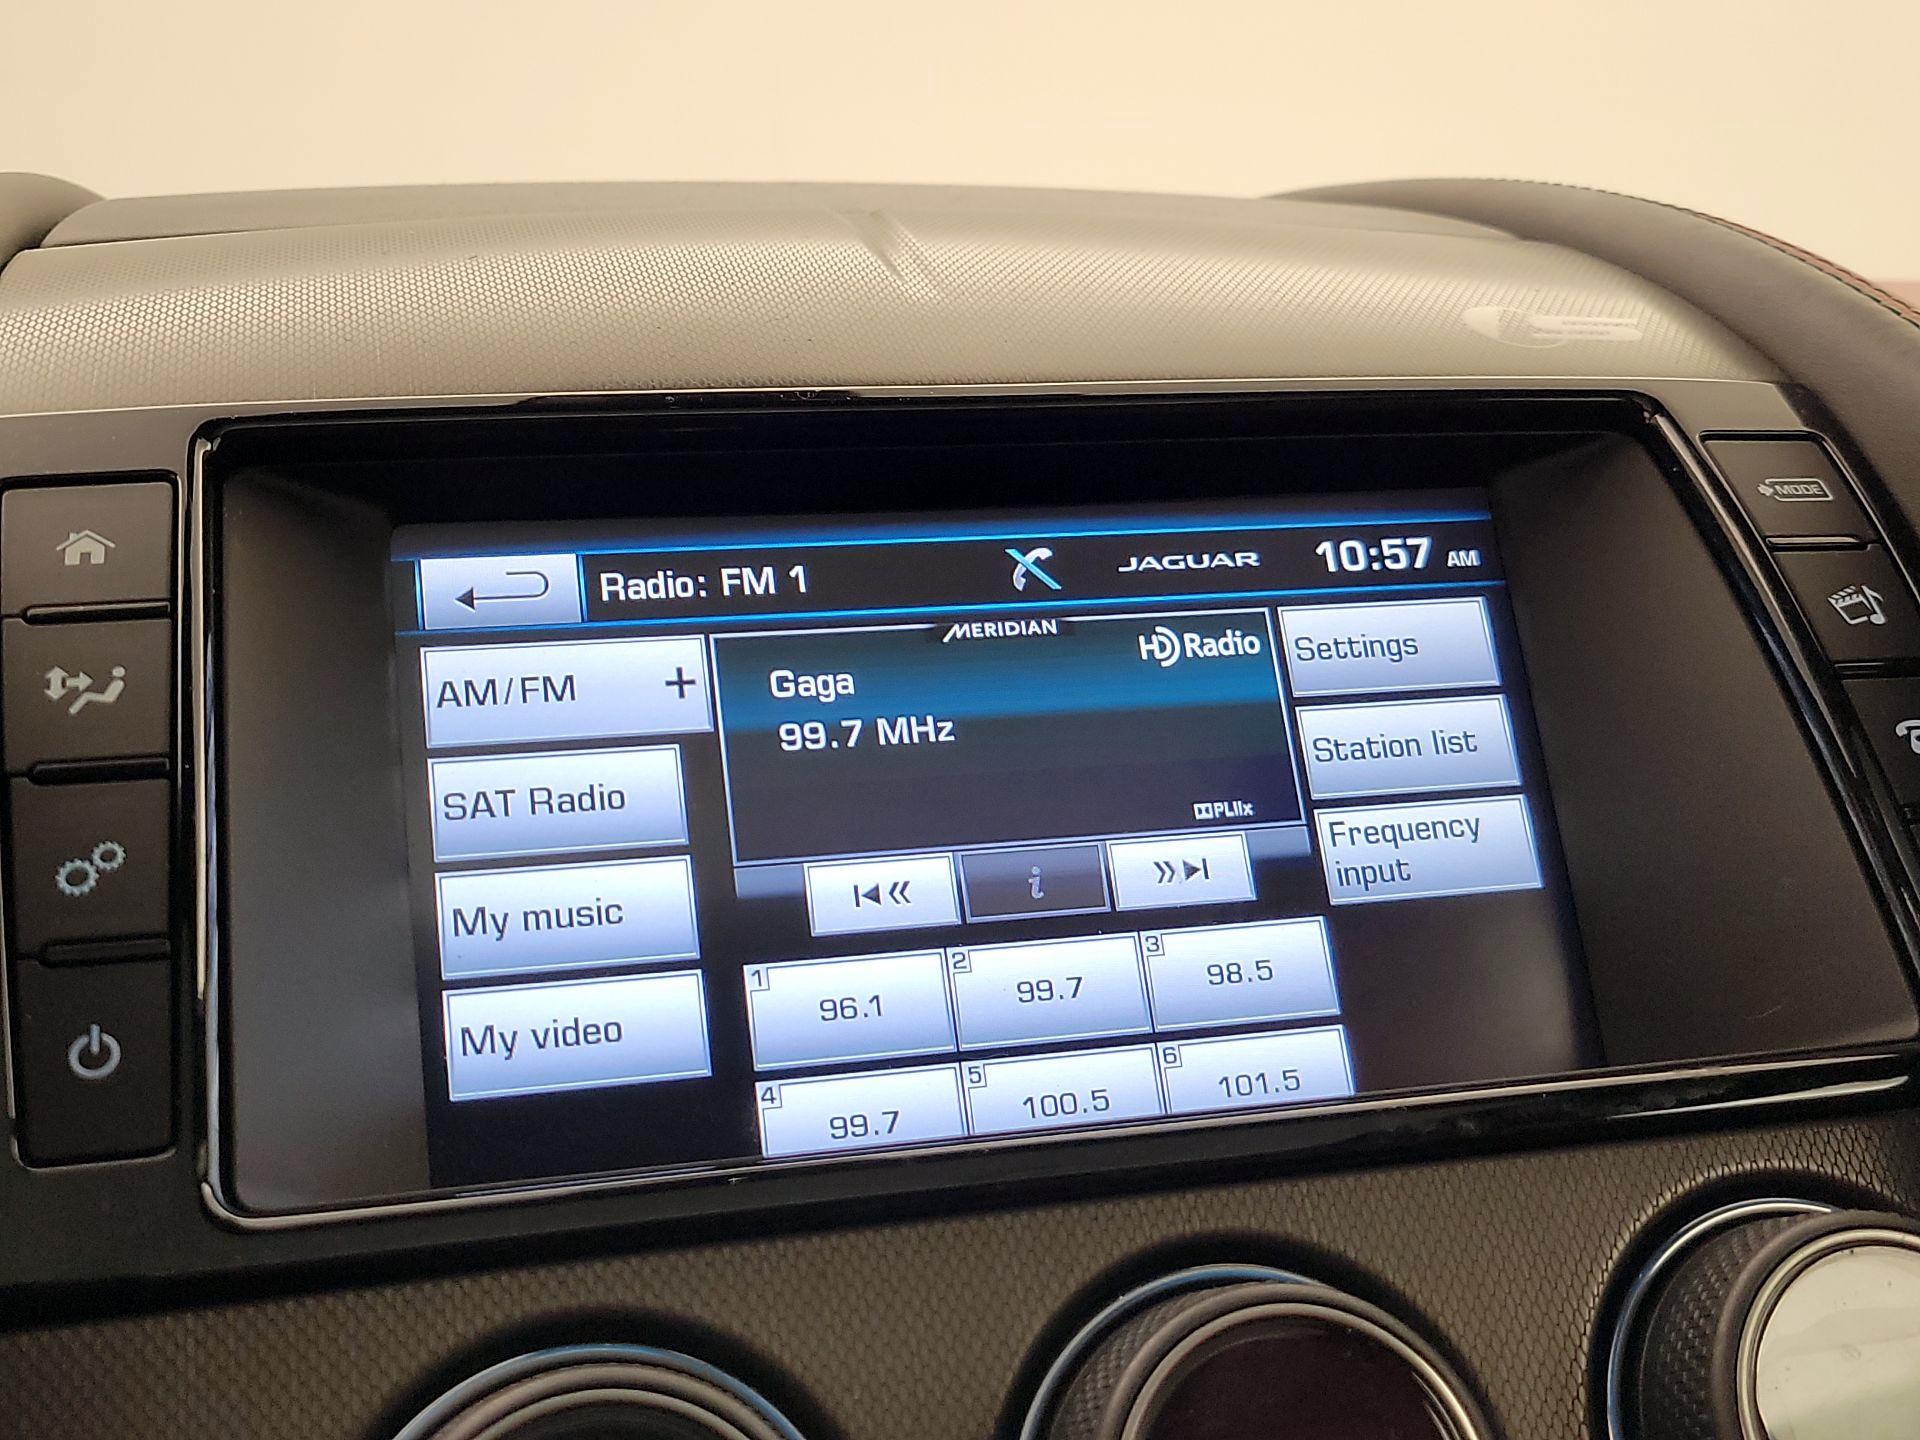 Radio: FM 1
JAGUAR
10:57 AM
MODE
AM/FM +
SAT Radio
My music
My video
MERIDIAN
HD Radio
Gaga
99.7 MHz
PLIIx
i
Settings
Station list
Frequency
input
1 96.1
2 99.7
3 98.5
4 99.7
5 100.5
6 101.5